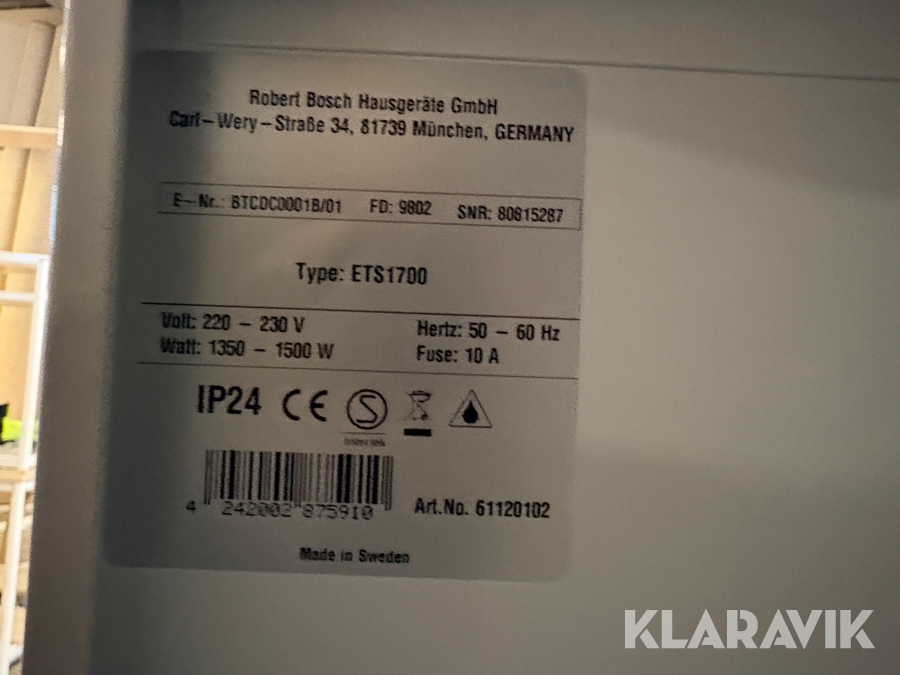 Robert Bosch Hausgeräte GmbH
Carl-Wery-Straße 34, 81739 München, GERMANY
E-Nr.: BTCDC0001B/01 FD: 9802 SNR: 80815287
Type: ETS1700
Volt: 220 - 230 V Hertz: 50 - 60 Hz
Watt: 1350 - 1500 W Fuse: 10 A
IP24 CE S
Intertek
4 242002 875910 Art.No. 61120102
Made in Sweden
KLARAVIK